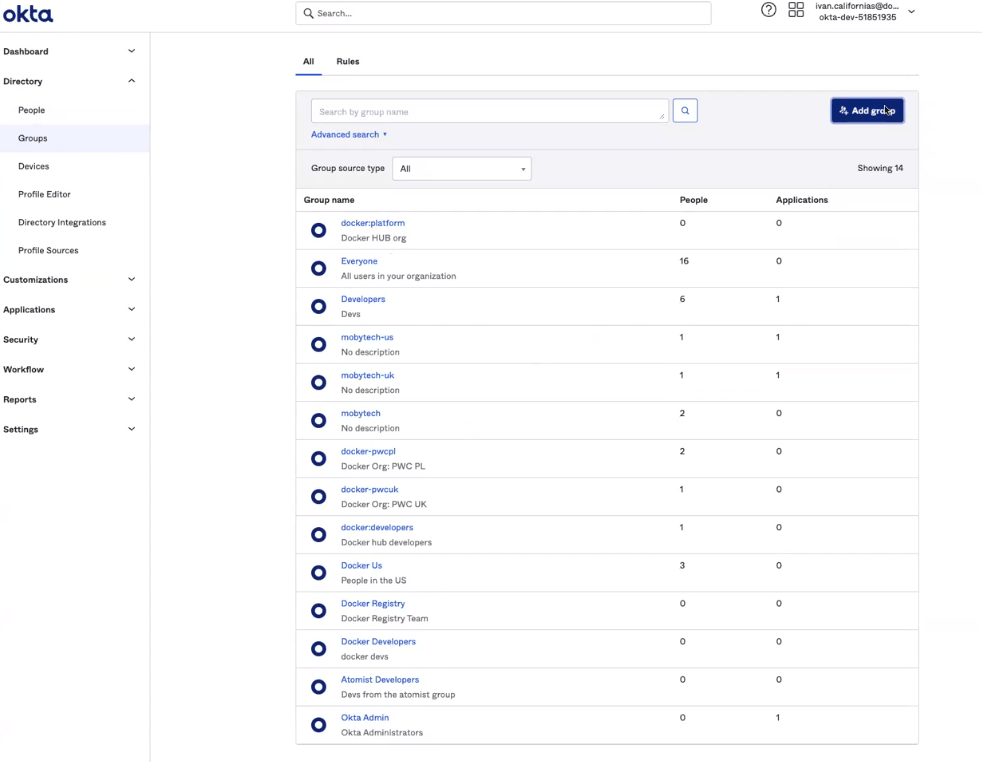 okta
Search...
ivan.californias@do...
okta-dev-51851935
Dashboard
Directory
People
Groups
Devices
Profile Editor
Directory Integrations
Profile Sources
Customizations
Applications
Security
Workflow
Reports
Settings
All Rules
Search by group name
Add group
Advanced search
Group source type All Showing 14
Group name People Applications
docker:platform 0 0
Docker HUB org
Everyone 16 0
All users in your organization
Developers 6 1
Devs
mobytech-us 1 1
No description
mobytech-uk 1 1
No description
mobytech 2 0
No description
docker-pwcpl 2 0
Docker Org: PWC PL
docker-pwcuk 1 0
Docker Org: PWC UK
docker:developers 1 0
Docker hub developers
Docker Us 3 0
People in the US
Docker Registry 0 0
Docker Registry Team
Docker Developers 0 0
docker devs
Atomist Developers 0 0
Devs from the atomist group
Okta Admin 0 1
Okta Administrators